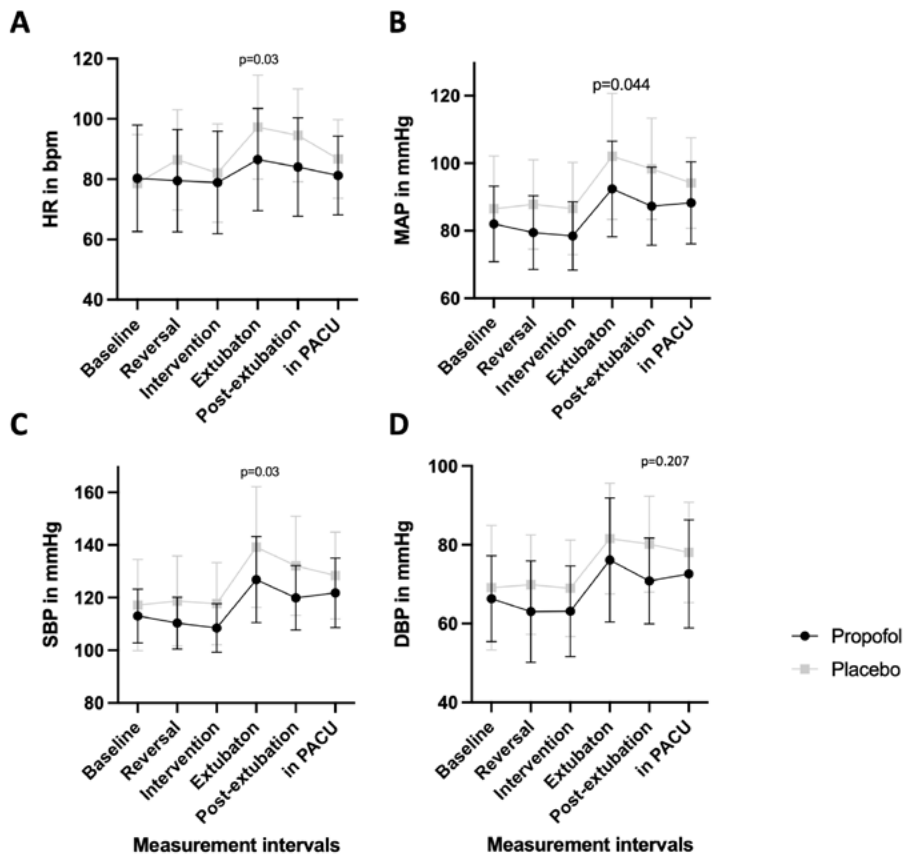 A
p=0.03
HR in bpm
120
100
80
60
40
Baseline
Reversal
Intervention
Extubaton
Post-extubation
in PACU
B
p=0.044
MAP in mmHg
120
100
80
60
Baseline
Reversal
Intervention
Extubaton
Post-extubation
in PACU
C
p=0.03
SBP in mmHg
160
140
120
100
80
Baseline
Reversal
Intervention
Extubaton
Post-extubation
in PACU
Measurement intervals
D
p=0.207
DBP in mmHg
100
80
60
40
Baseline
Reversal
Intervention
Extubaton
Post-extubation
in PACU
Measurement intervals
Propofol
Placebo